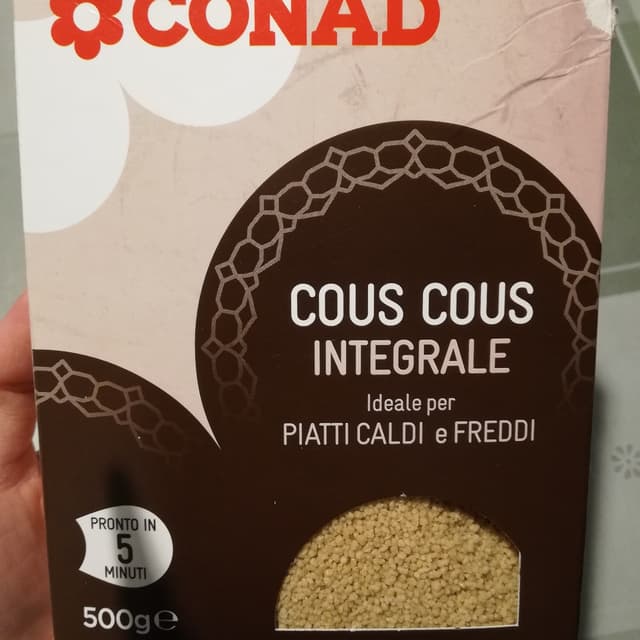 CONAD
COUS COUS
INTEGRALE
Ideale per
PIATTI CALDI e FREDDI
PRONTO IN
5
MINUTI
500g℮